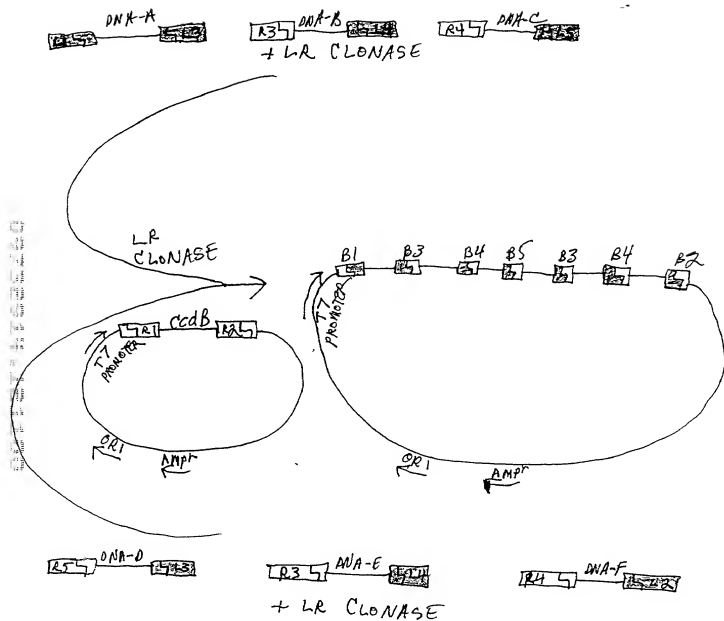 DNA-A
DNA-B
DNA-C
R3
R4
+ LR CLONASE
LR
CLONASE
B1
B3
B4
B5
B3
B4
B2
T7
PROMOTER
R1
ccdB
R2
T7
PROMOTER
ORI
Ampr
ORI
Ampr
DNA-D
DNA-E
DNA-F
R5
R3
R4
+ LR CLONASE